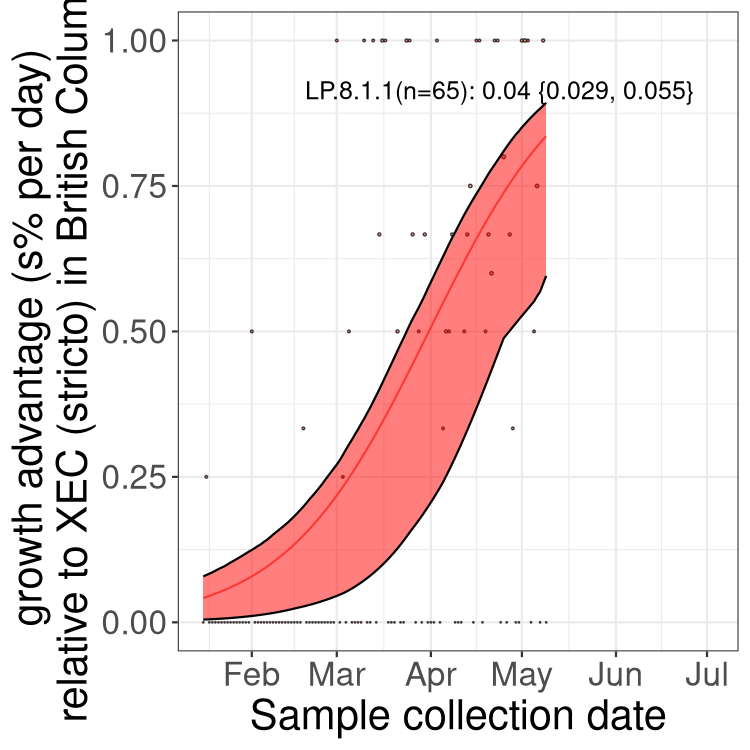 growth advantage (s% per day)
relative to XEC (stricto) in British Colum
1.00
0.75
0.50
0.25
0.00
LP.8.1.1(n=65): 0.04 {0.029, 0.055}
Feb Mar Apr May Jun Jul
Sample collection date